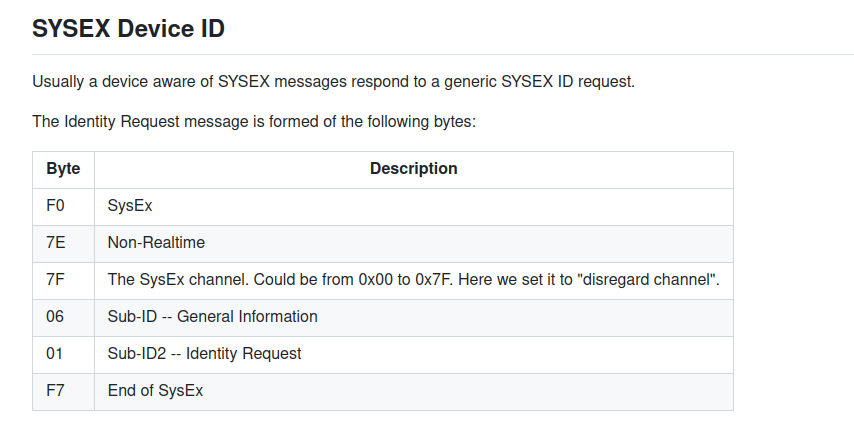 SYSEX Device ID
Usually a device aware of SYSEX messages respond to a generic SYSEX ID request.
The Identity Request message is formed of the following bytes:
Byte Description
F0 SysEx
7E Non-Realtime
7F The SysEx channel. Could be from 0x00 to 0x7F. Here we set it to "disregard channel".
06 Sub-ID -- General Information
01 Sub-ID2 -- Identity Request
F7 End of SysEx